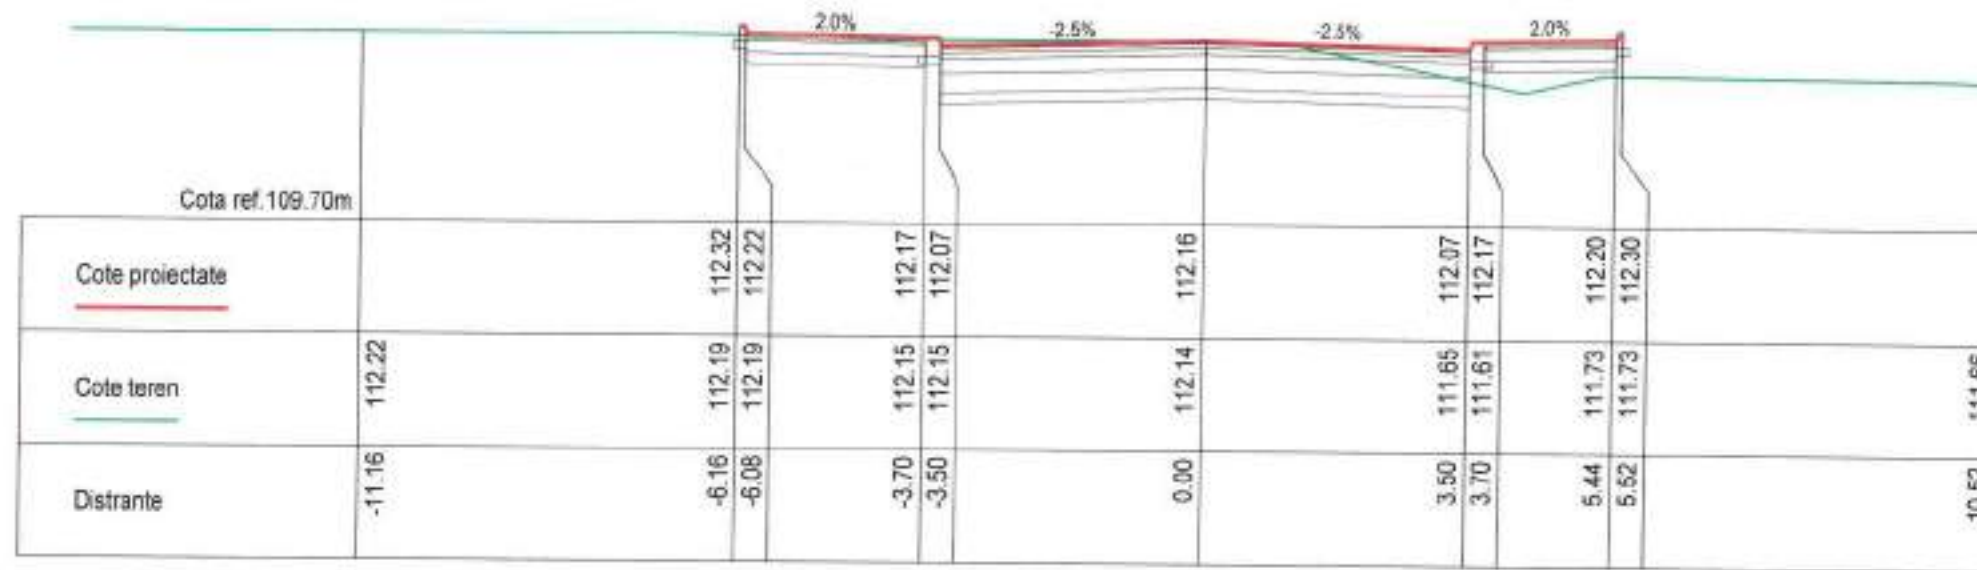 2.0% -2.5% -2.5% 2.0%
Cota ref.109.70m
Cote proiectate 112.32 112.22 112.17 112.07 112.16 112.07 112.17 112.20 112.30
Cote teren 112.22 112.19 112.19 112.15 112.15 112.14 111.65 111.61 111.73 111.73
Distrante -11.16 -6.16 -6.08 -3.70 -3.50 0.00 3.50 3.70 5.44 5.52